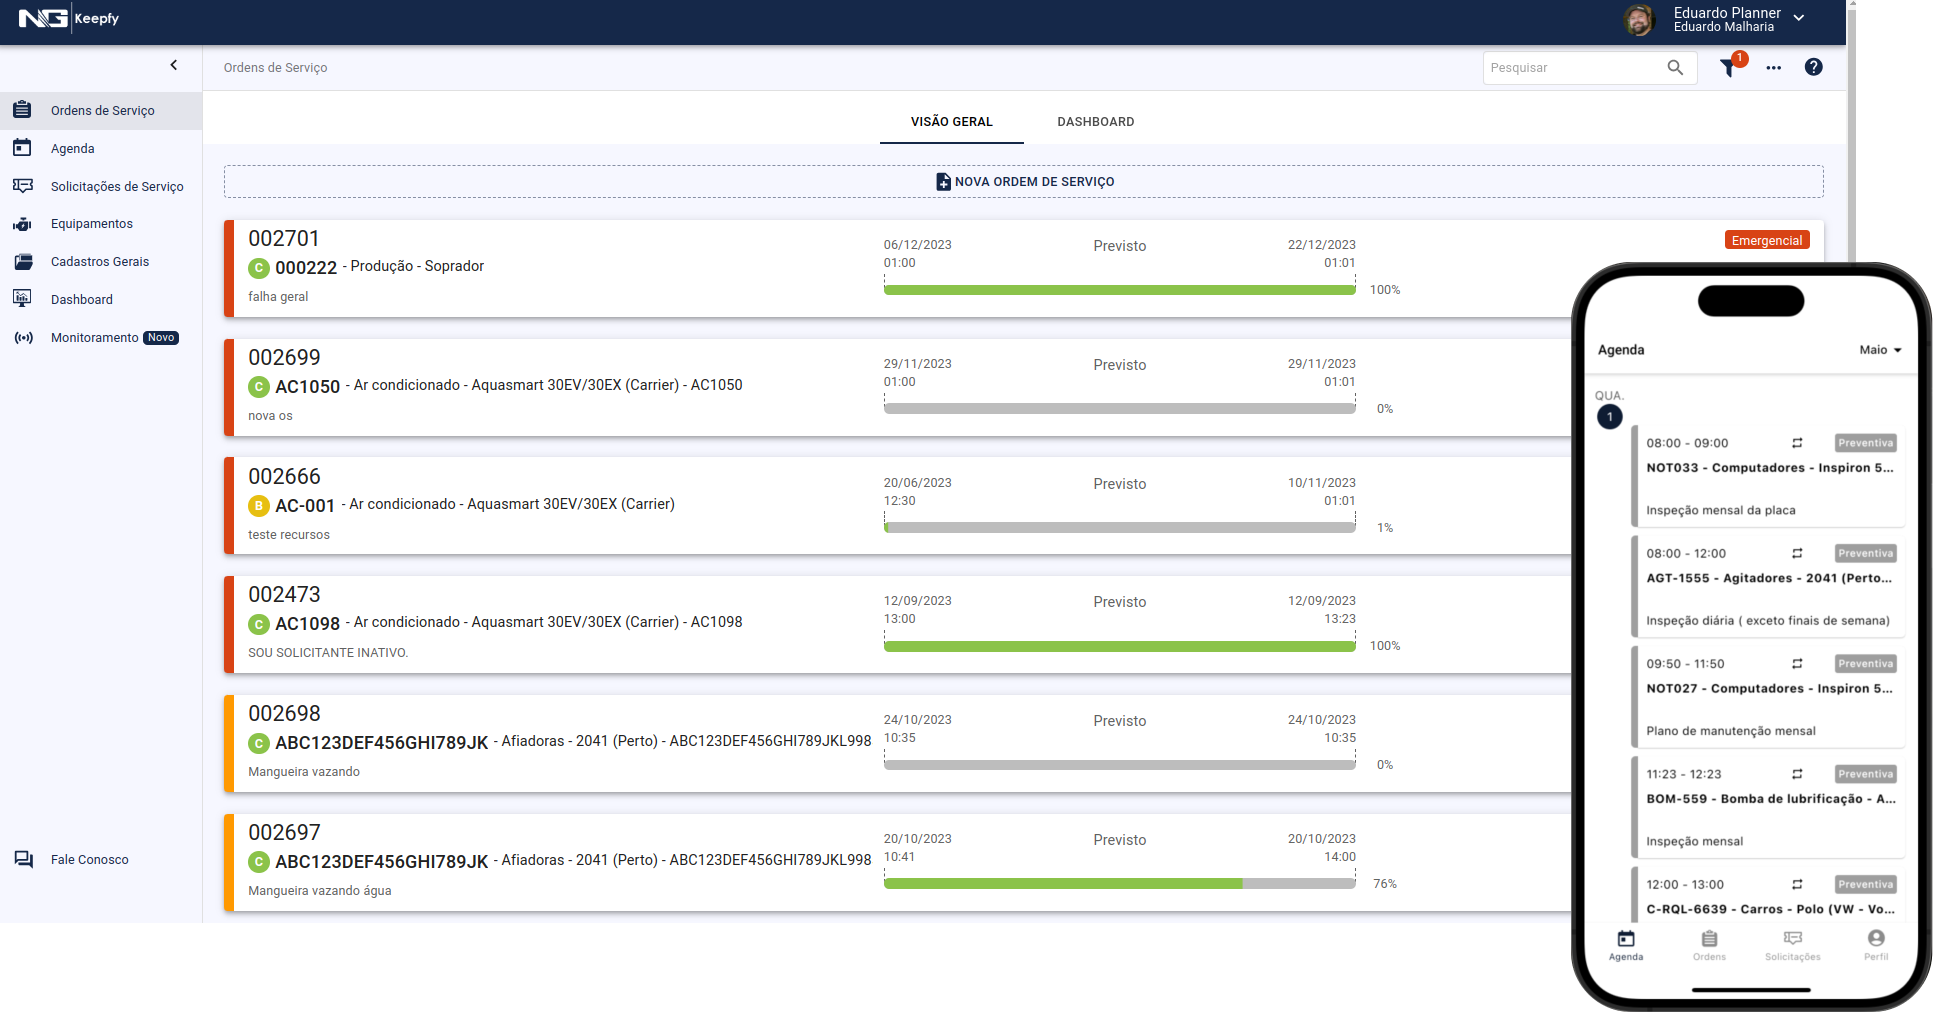 NG Keepfy
Eduardo Planner
Eduardo Malharia
Ordens de Serviço
Agenda
Solicitações de Serviço
Equipamentos
Cadastros Gerais
Dashboard
Monitoramento Novo
Fale Conosco
Ordens de Serviço
Pesquisar
1
VISÃO GERAL
DASHBOARD
NOVA ORDEM DE SERVIÇO
002701
C 000222 - Produção - Soprador
falha geral
06/12/2023
01:00
Previsto
22/12/2023
01:01
100%
Emergencial
002699
C AC1050 - Ar condicionado - Aquasmart 30EV/30EX (Carrier) - AC1050
nova os
29/11/2023
01:00
Previsto
29/11/2023
01:01
0%
002666
B AC-001 - Ar condicionado - Aquasmart 30EV/30EX (Carrier)
teste recursos
20/06/2023
12:30
Previsto
10/11/2023
01:01
1%
002473
C AC1098 - Ar condicionado - Aquasmart 30EV/30EX (Carrier) - AC1098
SOU SOLICITANTE INATIVO.
12/09/2023
13:00
Previsto
12/09/2023
13:23
100%
002698
C ABC123DEF456GHI789JK - Afiadoras - 2041 (Perto) - ABC123DEF456GHI789JKL998
Mangueira vazando
24/10/2023
10:35
Previsto
24/10/2023
10:35
0%
002697
C ABC123DEF456GHI789JK - Afiadoras - 2041 (Perto) - ABC123DEF456GHI789JKL998
Mangueira vazando água
20/10/2023
10:41
Previsto
20/10/2023
14:00
76%
Agenda
Maio
QUA.
1
08:00 - 09:00 Preventiva
NOT033 - Computadores - Inspiron 5...
Inspeção mensal da placa
08:00 - 12:00 Preventiva
AGT-1555 - Agitadores - 2041 (Perto...
Inspeção diária ( exceto finais de semana)
09:50 - 11:50 Preventiva
NOT027 - Computadores - Inspiron 5...
Plano de manutenção mensal
11:23 - 12:23 Preventiva
BOM-559 - Bomba de lubrificação - A...
Inspeção mensal
12:00 - 13:00 Preventiva
C-RQL-6639 - Carros - Polo (VW - Vo...
Agenda
Ordens
Solicitações
Perfil